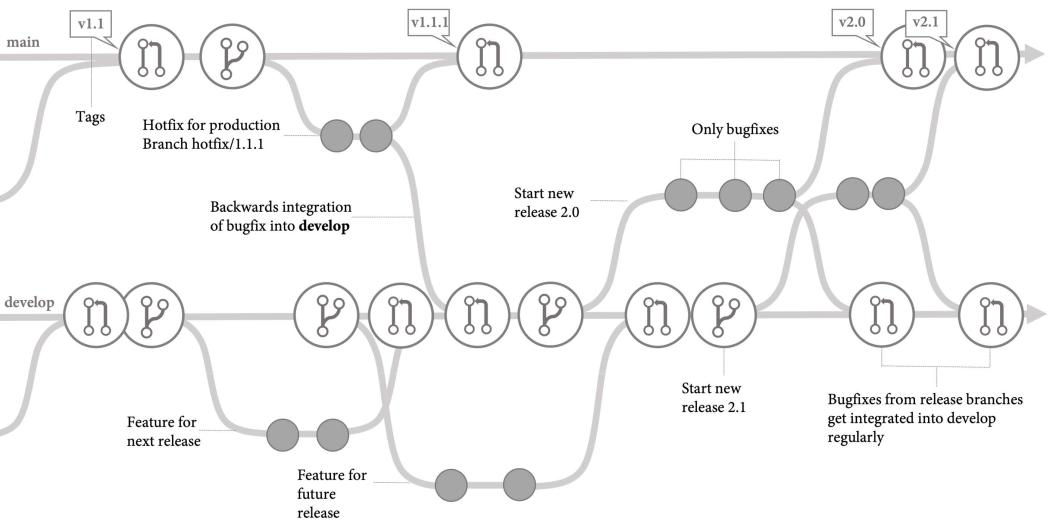 v1.1
v1.1.1
v2.0
v2.1
main
Tags
Hotfix for production
Branch hotfix/1.1.1
Only bugfixes
Start new
release 2.0
Backwards integration
of bugfix into develop
develop
Start new
release 2.1
Bugfixes from release branches
get integrated into develop
regularly
Feature for
next release
Feature for
future
release